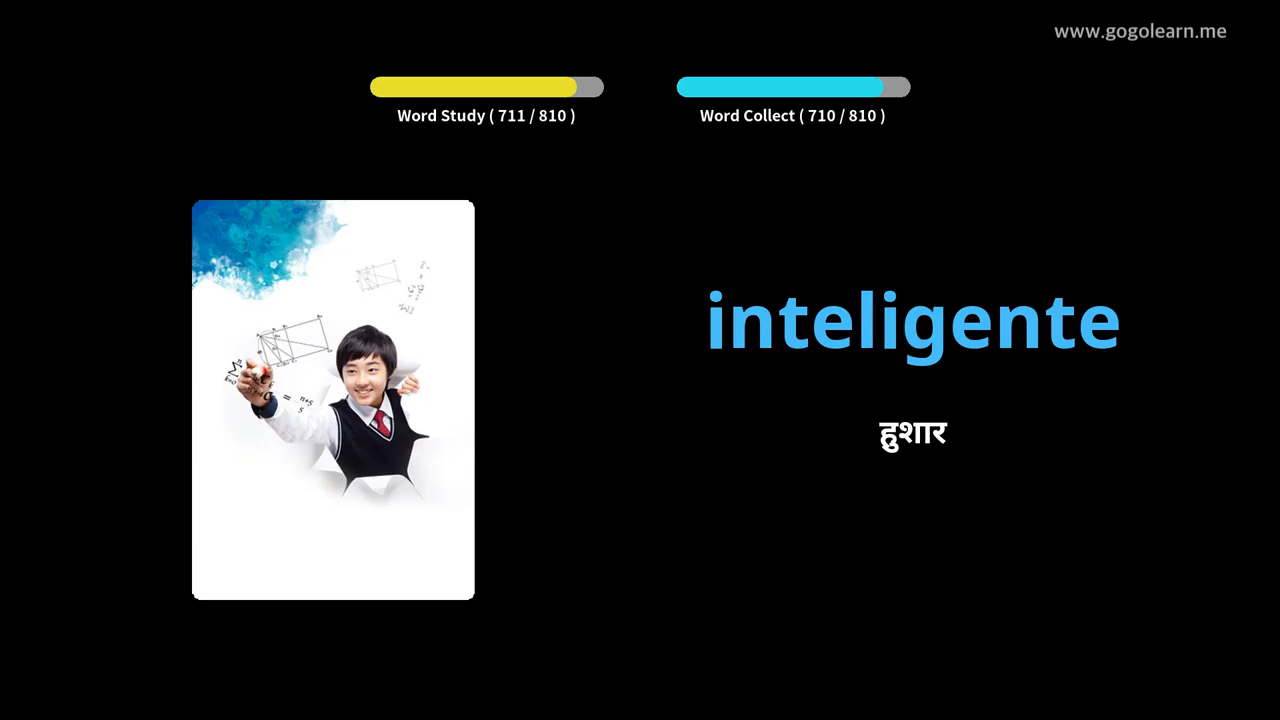 www.gogolearn.me
Word Study ( 711 / 810 )
Word Collect ( 710 / 810 )
inteligente
हुशार